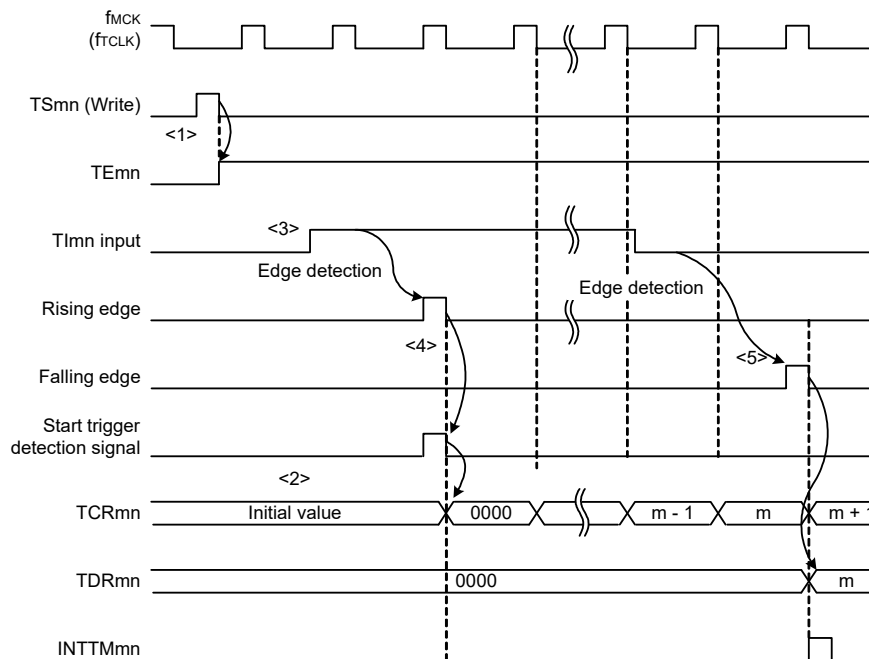 fMCK
(fTCLK)
TSmn (Write)
<1>
TEmn
TImn input
<3>
Edge detection
Edge detection
Rising edge
<4>
<5>
Falling edge
Start trigger
detection signal
<2>
TCRmn
Initial value
0000
m - 1
m
m + 1
TDRmn
0000
m
INTTMmn